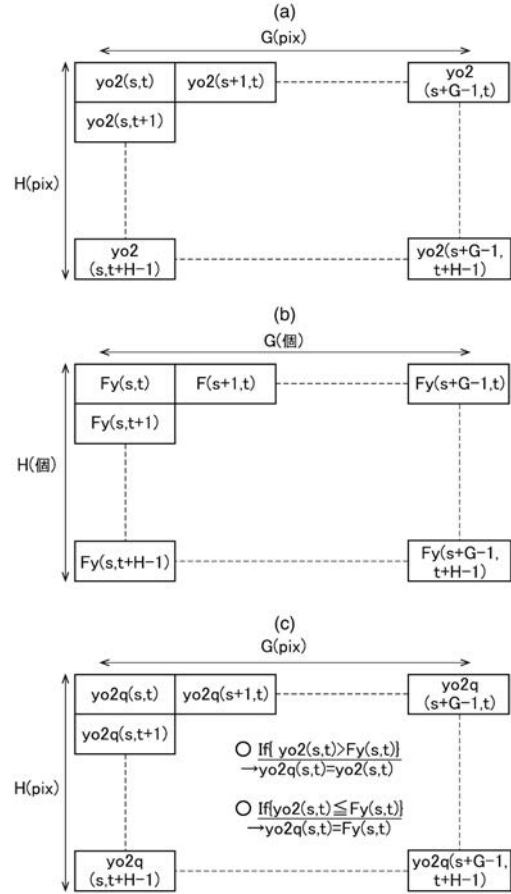 (a)
G(pix)
yo2(s,t) yo2(s+1,t) yo2
(s+G-1,t)
yo2(s,t+1)
H(pix)
yo2
(s,t+H-1)
yo2(s+G-1,
t+H-1)
(b)
G(個)
Fy(s,t) F(s+1,t) Fy(s+G-1,t)
Fy(s,t+1)
H(個)
Fy(s,t+H-1)
Fy(s+G-1,
t+H-1)
(c)
G(pix)
yo2q(s,t) yo2q(s+1,t) yo2q
(s+G-1,t)
yo2q(s,t+1)
H(pix)
○ If{ yo2(s,t)>Fy(s,t)}
→yo2q(s,t)=yo2(s,t)
○ If{yo2(s,t)≦Fy(s,t)}
→yo2q(s,t)=Fy(s,t)
yo2q
(s,t+H-1)
yo2q(s+G-1,
t+H-1)